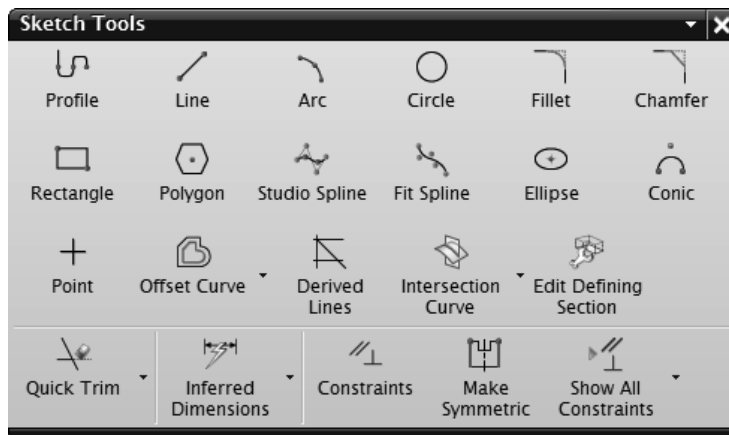 Sketch Tools
Profile Line Arc Circle Fillet Chamfer
Rectangle Polygon Studio Spline Fit Spline Ellipse Conic
Point Offset Curve Derived Lines Intersection Curve Edit Defining Section
Quick Trim Inferred Dimensions Constraints Make Symmetric Show All Constraints